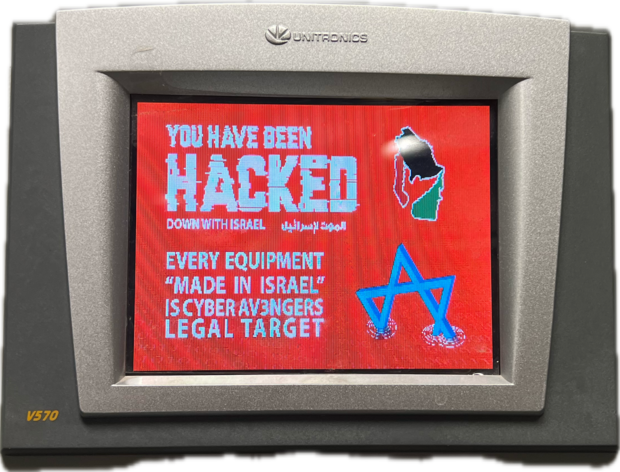 UNITRONICS
YOU HAVE BEEN
HACKED
DOWN WITH ISRAEL الموت لإسرائيل
EVERY EQUIPMENT
“MADE IN ISRAEL”
IS CYBER AV3NGERS
LEGAL TARGET
V570